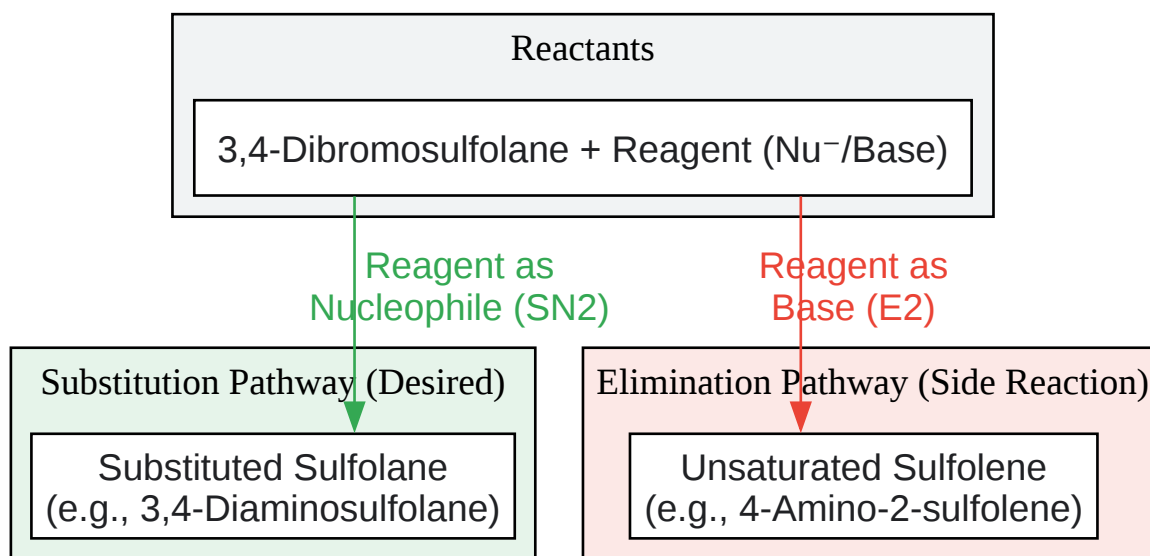 Reactants
3,4-Dibromosulfolane + Reagent (Nu⁻/Base)
Reagent as
Nucleophile (SN2)
Reagent as
Base (E2)
Substitution Pathway (Desired)
Substituted Sulfolane
(e.g., 3,4-Diaminosulfolane)
Elimination Pathway (Side Reaction)
Unsaturated Sulfolene
(e.g., 4-Amino-2-sulfolene)